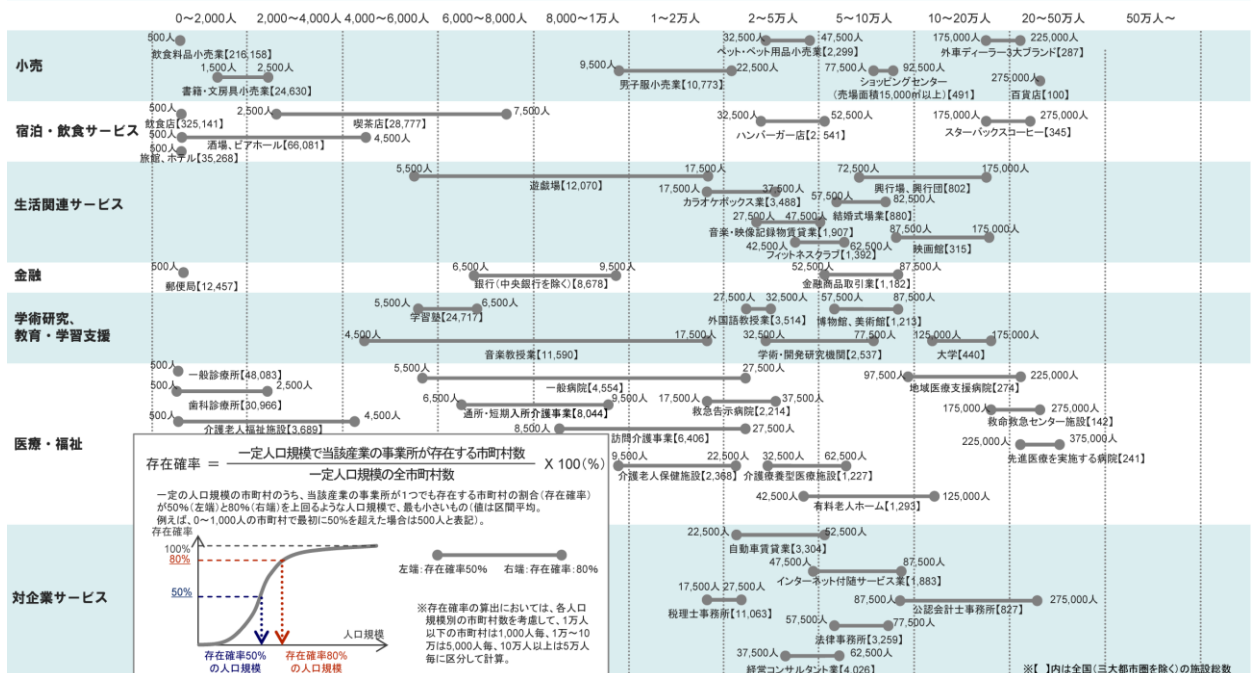 0～2,000人 2,000～4,000人 4,000～6,000人 6,000～8,000人 8,000～1万人 1～2万人 2～5万人 5～10万人 10～20万人 20～50万人 50万人～
小売
500人
飲食料品小売業【216,158】
1,500人 2,500人
書籍・文房具小売業【24,630】
9,500人 22,500人
男子服小売業【10,773】
32,500人 47,500人
ペット・ペット用品小売業【2,299】
77,500人 92,500人
ショッピングセンター
（売場面積15,000㎡以上）【491】
175,000人 225,000人
外車ディーラー3大ブランド【287】
275,000人
百貨店【100】
宿泊・飲食サービス
500人
飲食店【325,141】
2,500人 7,500人
喫茶店【28,777】
500人 4,500人
酒場、ビアホール【66,081】
500人
旅館、ホテル【35,268】
32,500人 52,500人
ハンバーガー店【2,541】
175,000人 275,000人
スターバックスコーヒー【345】
生活関連サービス
5,500人 17,500人
遊戯場【12,070】
17,500人 37,500人
カラオケボックス業【3,488】
27,500人 47,500人
音楽・映像記録物賃貸業【1,907】
42,500人 62,500人
フィットネスクラブ【1,392】
72,500人 175,000人
興行場、興行団【802】
57,500人 82,500人
結婚式場業【880】
87,500人 175,000人
映画館【315】
金融
500人
郵便局【12,457】
6,500人 9,500人
銀行（中央銀行を除く）【8,678】
52,500人 87,500人
金融商品取引業【1,182】
学術研究、
教育・学習支援
5,500人 6,500人
学習塾【24,717】
27,500人 32,500人
外国語教授業【3,514】
57,500人 87,500人
博物館、美術館【1,213】
4,500人 17,500人
音楽教授業【11,590】
32,500人 77,500人
学術・開発研究機関【2,537】
125,000人 175,000人
大学【440】
医療・福祉
500人
一般診療所【48,083】
500人 2,500人
歯科診療所【30,966】
500人 4,500人
介護老人福祉施設【3,689】
5,500人 27,500人
一般病院【4,554】
6,500人 9,500人
通所・短期入所介護事業【8,044】
17,500人 37,500人
救急告示病院【2,214】
8,500人 27,500人
訪問介護事業【6,406】
9,500人 22,500人
介護老人保健施設【2,368】
32,500人 62,500人
介護療養型医療施設【1,227】
42,500人 125,000人
有料老人ホーム【1,293】
97,500人 225,000人
地域医療支援病院【274】
175,000人 275,000人
救命救急センター施設【142】
225,000人 375,000人
先進医療を実施する病院【241】
対企業サービス
22,500人 52,500人
自動車賃貸業【3,304】
47,500人 87,500人
インターネット付随サービス業【1,883】
17,500人 27,500人
税理士事務所【11,063】
87,500人 275,000人
公認会計士事務所【827】
57,500人 77,500人
法律事務所【3,259】
37,500人 62,500人
経営コンサルタント業【4,026】
存在確率 ＝ 一定人口規模で当該産業の事業所が存在する市町村数
一定人口規模の全市町村数
X 100（%）
一定の人口規模の市町村のうち、当該産業の事業所が1つでも存在する市町村の割合（存在確率）
が50%（左端）と80%（右端）を上回るような人口規模で、最も小さいもの（値は区間平均。
例えば、0～1,000人の市町村で最初に50%を超えた場合は500人と表記）。
存在確率
100%
80%
50%
人口規模
存在確率50%
の人口規模
存在確率80%
の人口規模
左端：存在確率50% 右端：存在確率：80%
※存在確率の算出においては、各人口
規模別の市町村数を考慮して、1万人
以下の市町村は1,000人毎、1万～10
万は5,000人毎、10万人以上は5万人
毎に区分して計算。
※【 】内は全国（三大都市圏を除く）の施設総数